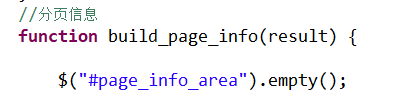 //分页信息
function build_page_info(result) {
$("#page_info_area").empty();